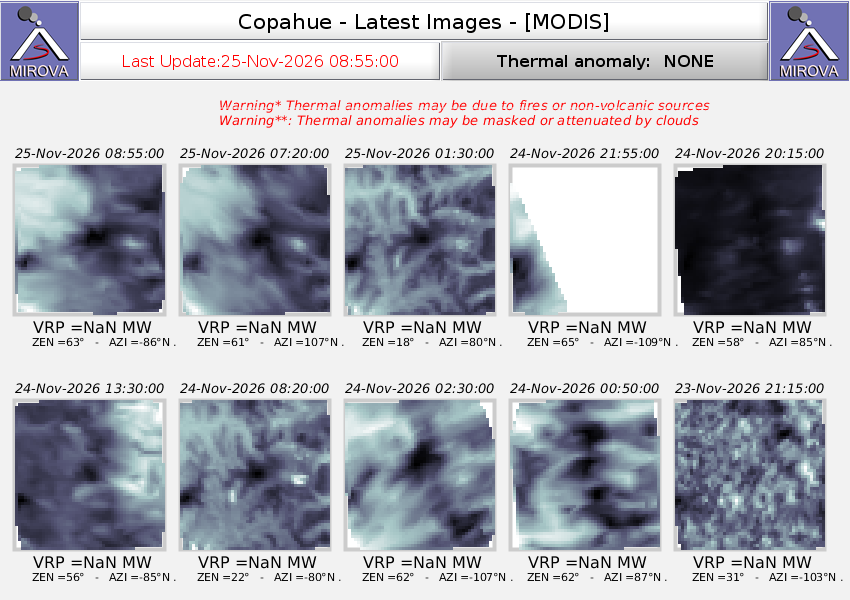 Copahue - Latest Images - [MODIS]
MIROVA
Last Update:25-Nov-2026 08:55:00
Thermal anomaly: NONE
MIROVA
Warning* Thermal anomalies may be due to fires or non-volcanic sources
Warning**: Thermal anomalies may be masked or attenuated by clouds
25-Nov-2026 08:55:00
25-Nov-2026 07:20:00
25-Nov-2026 01:30:00
24-Nov-2026 21:55:00
24-Nov-2026 20:15:00
VRP =NaN MW
VRP =NaN MW
VRP =NaN MW
VRP =NaN MW
VRP =NaN MW
ZEN =63° - AZI =-86°N .
ZEN =61° - AZI =107°N .
ZEN =18° - AZI =80°N .
ZEN =65° - AZI =-109°N .
ZEN =58° - AZI =85°N .
24-Nov-2026 13:30:00
24-Nov-2026 08:20:00
24-Nov-2026 02:30:00
24-Nov-2026 00:50:00
23-Nov-2026 21:15:00
VRP =NaN MW
VRP =NaN MW
VRP =NaN MW
VRP =NaN MW
VRP =NaN MW
ZEN =56° - AZI =-85°N .
ZEN =22° - AZI =-80°N .
ZEN =62° - AZI =-107°N .
ZEN =62° - AZI =87°N .
ZEN =31° - AZI =-103°N .